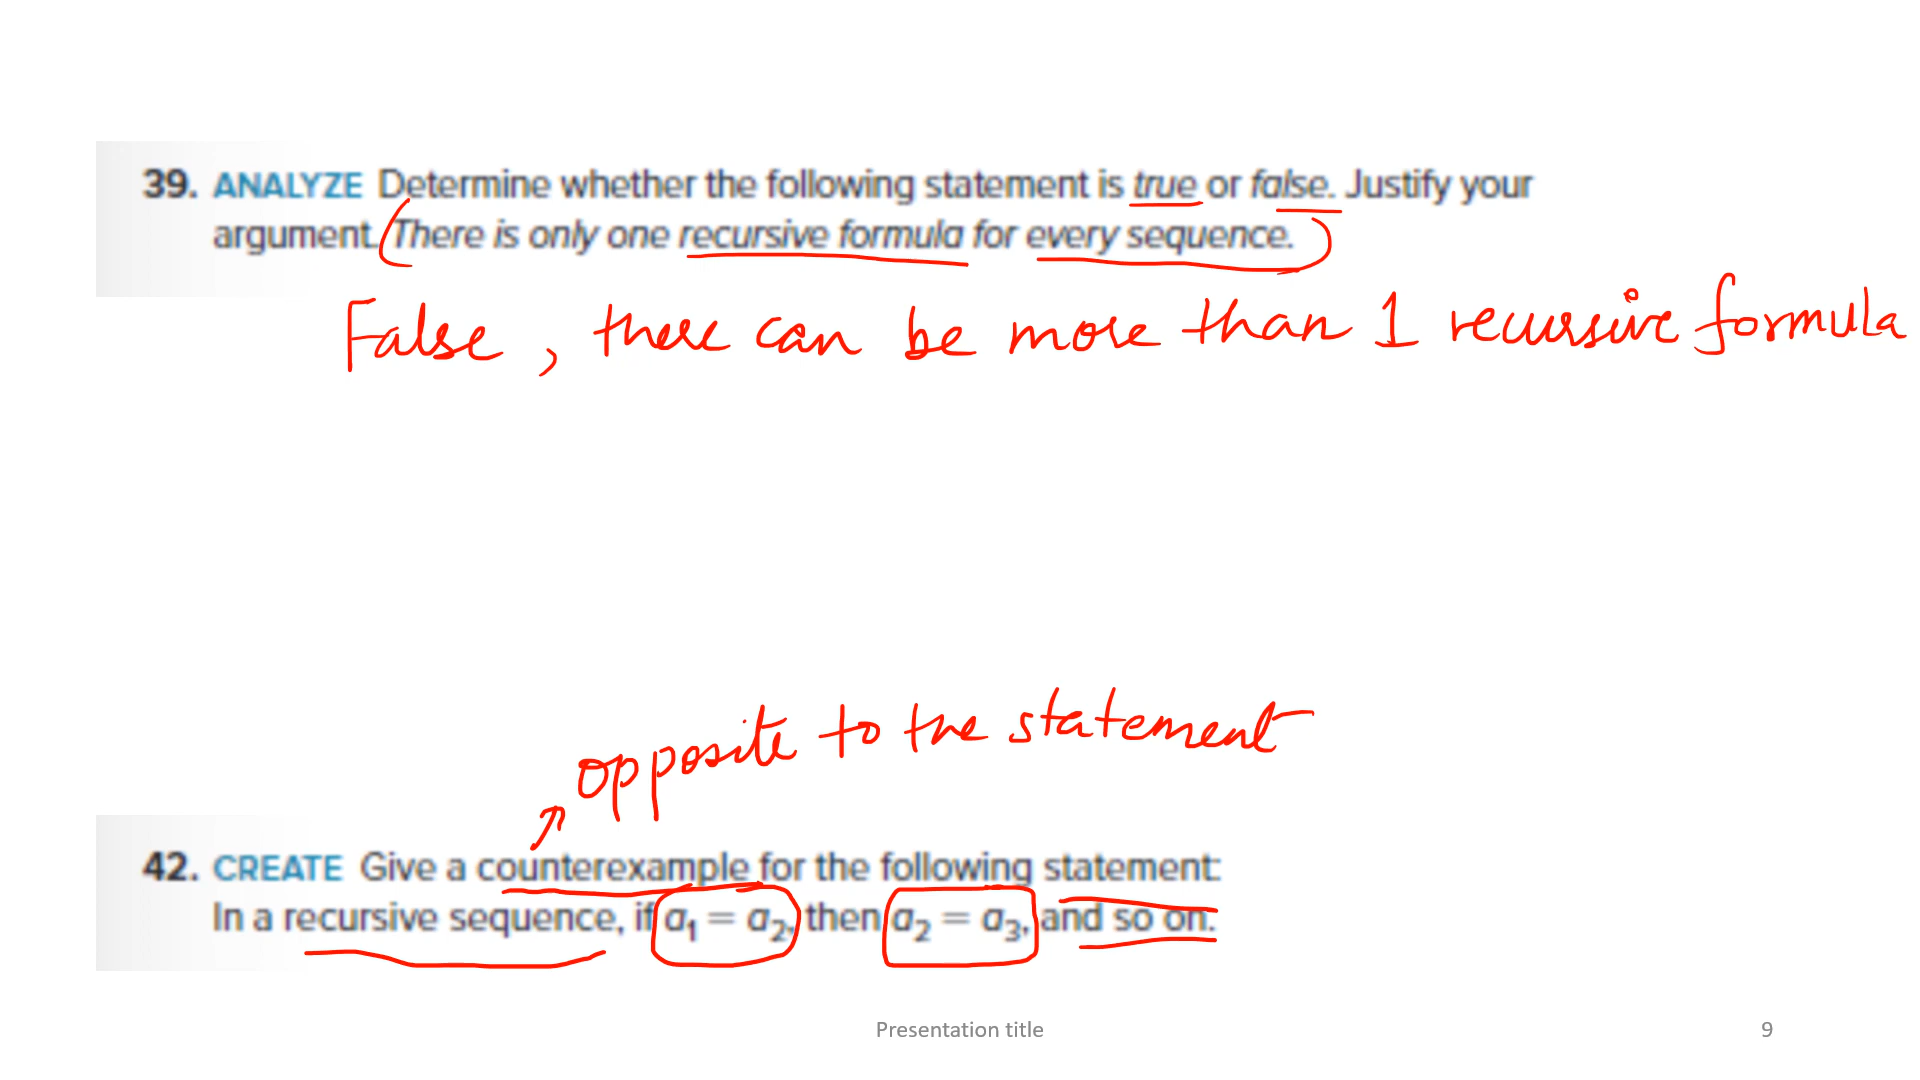 39. ANALYZE Determine whether the following statement is true or false. Justify your
argument. There is only one recursive formula for every sequence.
False, there can be more than 1 recursive formula
opposite to the statement
42. CREATE Give a counterexample for the following statement:
In a recursive sequence, if a₁ = a₂, then a₂ = a₃, and so on.
Presentation title
9